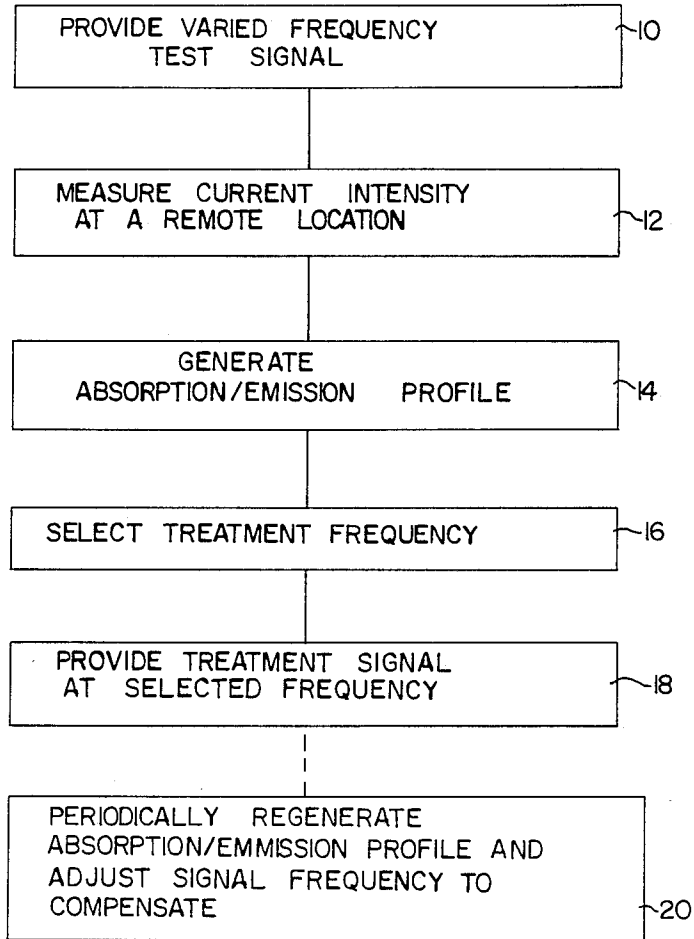 PROVIDE VARIED FREQUENCY
TEST SIGNAL
10
MEASURE CURRENT INTENSITY
AT A REMOTE LOCATION
12
GENERATE
ABSORPTION/EMISSION PROFILE
14
SELECT TREATMENT FREQUENCY
16
PROVIDE TREATMENT SIGNAL
AT SELECTED FREQUENCY
18
PERIODICALLY REGENERATE
ABSORPTION/EMMISSION PROFILE AND
ADJUST SIGNAL FREQUENCY TO
COMPENSATE
20